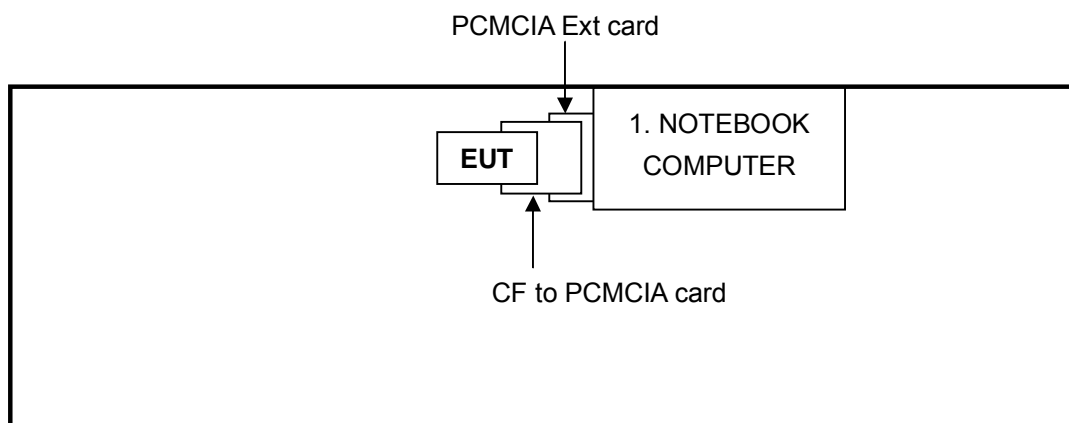 PCMCIA Ext card
1. NOTEBOOK
COMPUTER
EUT
CF to PCMCIA card